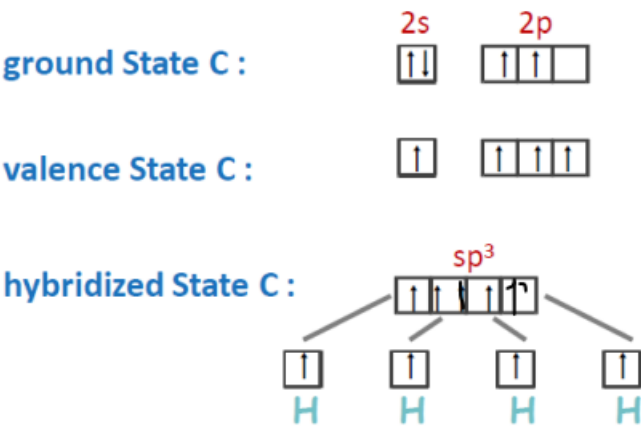 2s 2p
ground State C :
valence State C :
sp³
hybridized State C :
H H H H